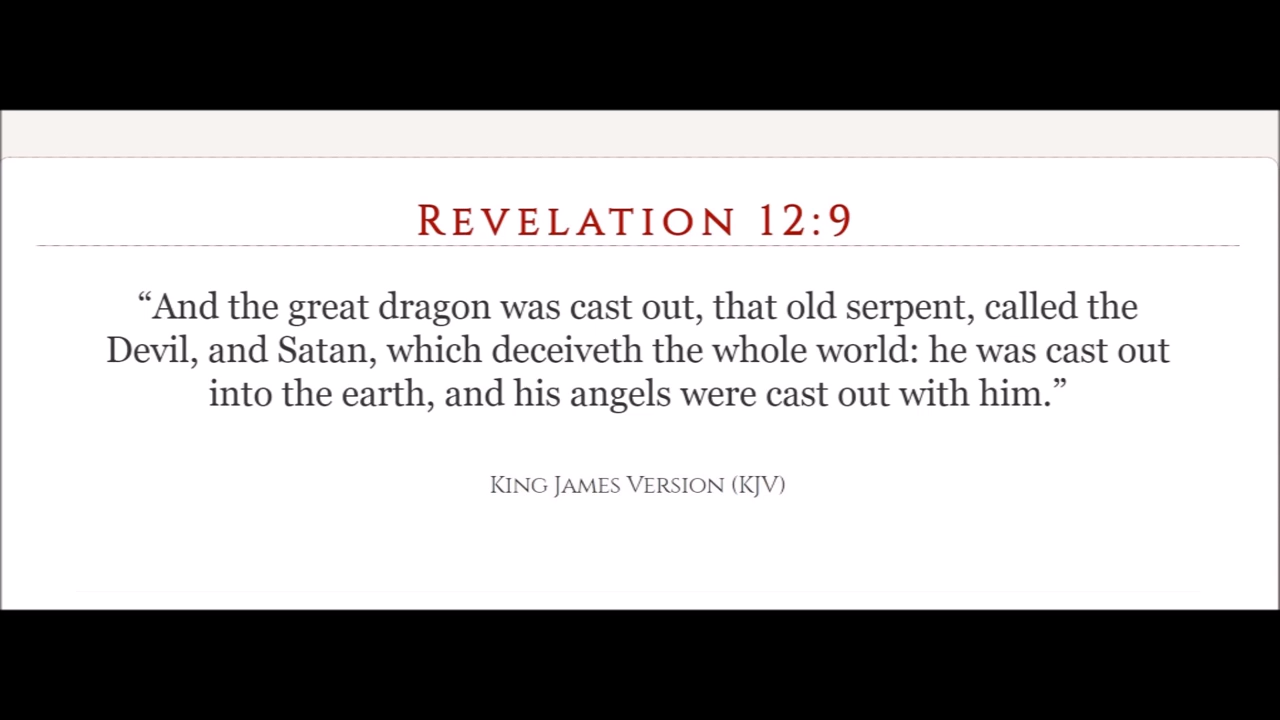 Revelation 12:9
“And the great dragon was cast out, that old serpent, called the
Devil, and Satan, which deceiveth the whole world: he was cast out
into the earth, and his angels were cast out with him.”
King James Version (KJV)